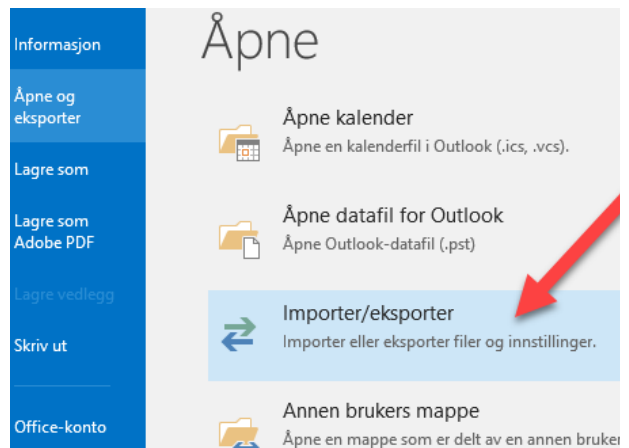 Informasjon
Åpne og
eksporter
Lagre som
Lagre som
Adobe PDF
Lagre vedlegg
Skriv ut
Office-konto
Åpne
Åpne kalender
Åpne en kalenderfil i Outlook (.ics, .vcs).
Åpne datafil for Outlook
Åpne Outlook-datafil (.pst)
Importer/eksporter
Importer eller eksporter filer og innstillinger.
Annen brukers mappe
Åpne en mappe som er delt av en annen bruker